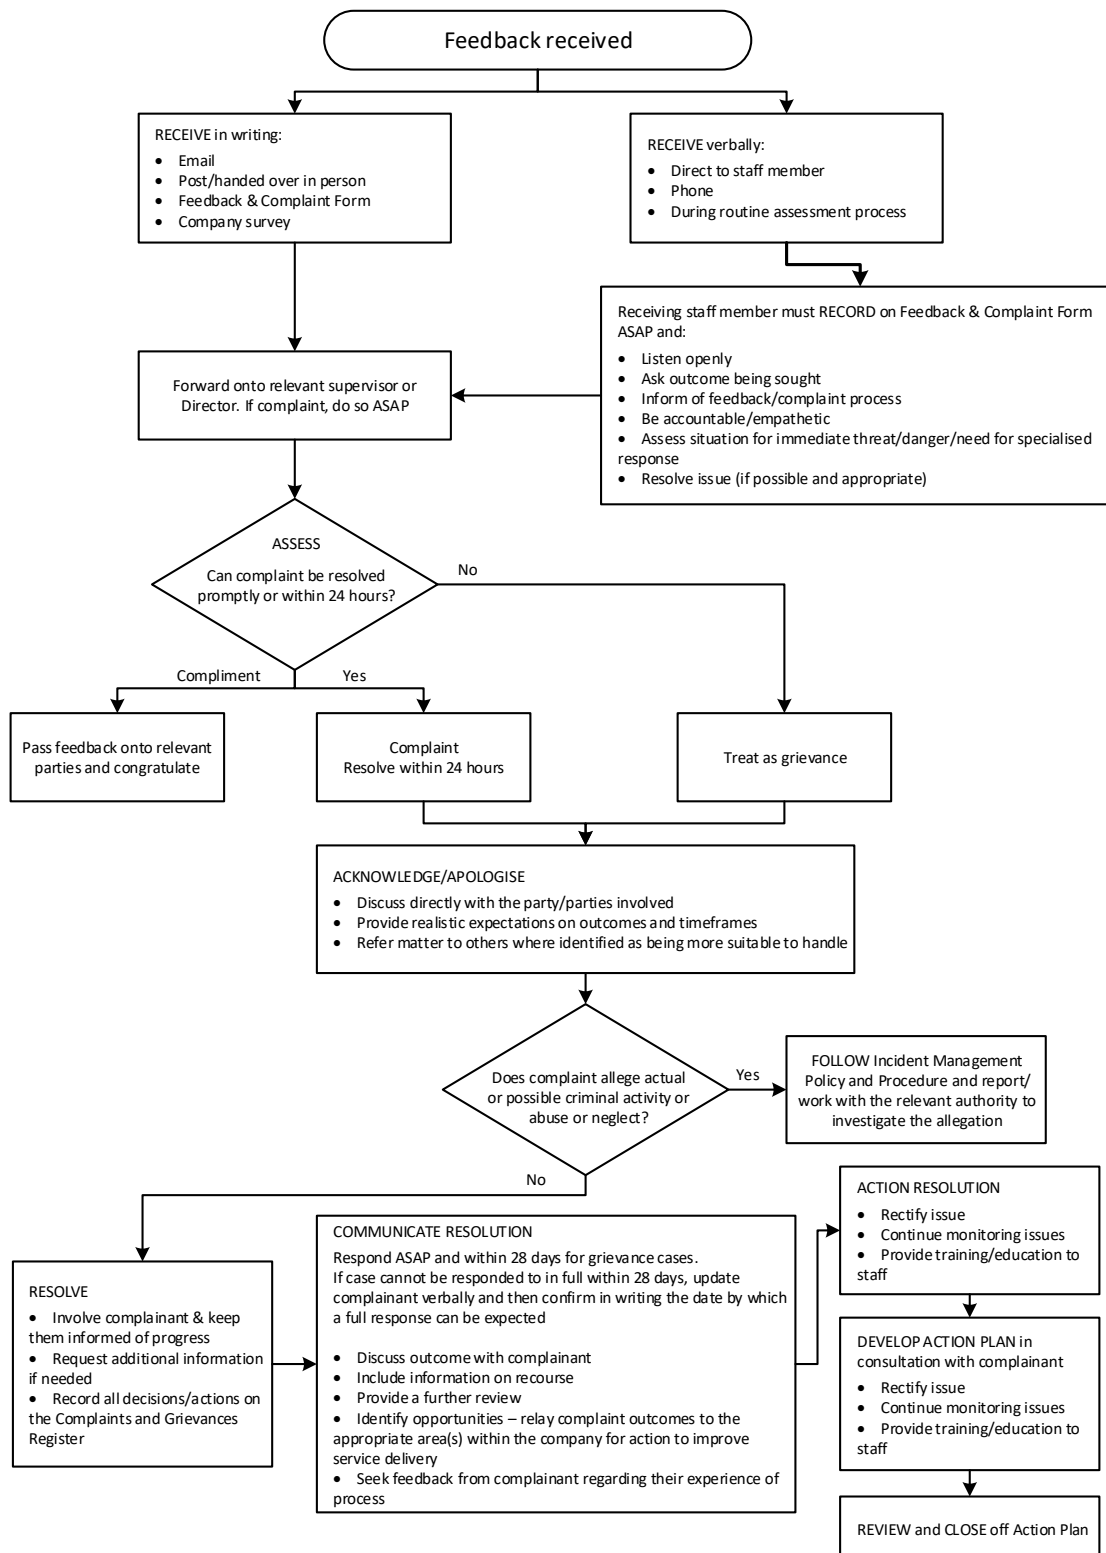 Feedback received
RECEIVE in writing:
• Email
• Post/handed over in person
• Feedback & Complaint Form
• Company survey
RECEIVE verbally:
• Direct to staff member
• Phone
• During routine assessment process
Receiving staff member must RECORD on Feedback & Complaint Form
ASAP and:
• Listen openly
• Ask outcome being sought
• Inform of feedback/complaint process
• Be accountable/empathetic
• Assess situation for immediate threat/danger/need for specialised
response
• Resolve issue (if possible and appropriate)
Forward onto relevant supervisor or
Director. If complaint, do so ASAP
ASSESS
Can complaint be resolved
promptly or within 24 hours?
No
Compliment
Yes
Pass feedback onto relevant
parties and congratulate
Complaint
Resolve within 24 hours
Treat as grievance
ACKNOWLEDGE/APOLOGISE
• Discuss directly with the party/parties involved
• Provide realistic expectations on outcomes and timeframes
• Refer matter to others where identified as being more suitable to handle
Does complaint allege actual
or possible criminal activity or
abuse or neglect?
Yes
FOLLOW Incident Management
Policy and Procedure and report/
work with the relevant authority to
investigate the allegation
No
RESOLVE
• Involve complainant & keep
them informed of progress
• Request additional information
if needed
• Record all decisions/actions on
the Complaints and Grievances
Register
COMMUNICATE RESOLUTION
Respond ASAP and within 28 days for grievance cases.
If case cannot be responded to in full within 28 days, update
complainant verbally and then confirm in writing the date by which
a full response can be expected
• Discuss outcome with complainant
• Include information on recourse
• Provide a further review
• Identify opportunities – relay complaint outcomes to the
appropriate area(s) within the company for action to improve
service delivery
• Seek feedback from complainant regarding their experience of
process
ACTION RESOLUTION
• Rectify issue
• Continue monitoring issues
• Provide training/education to
staff
DEVELOP ACTION PLAN in
consultation with complainant
• Rectify issue
• Continue monitoring issues
• Provide training/education to
staff
REVIEW and CLOSE off Action Plan